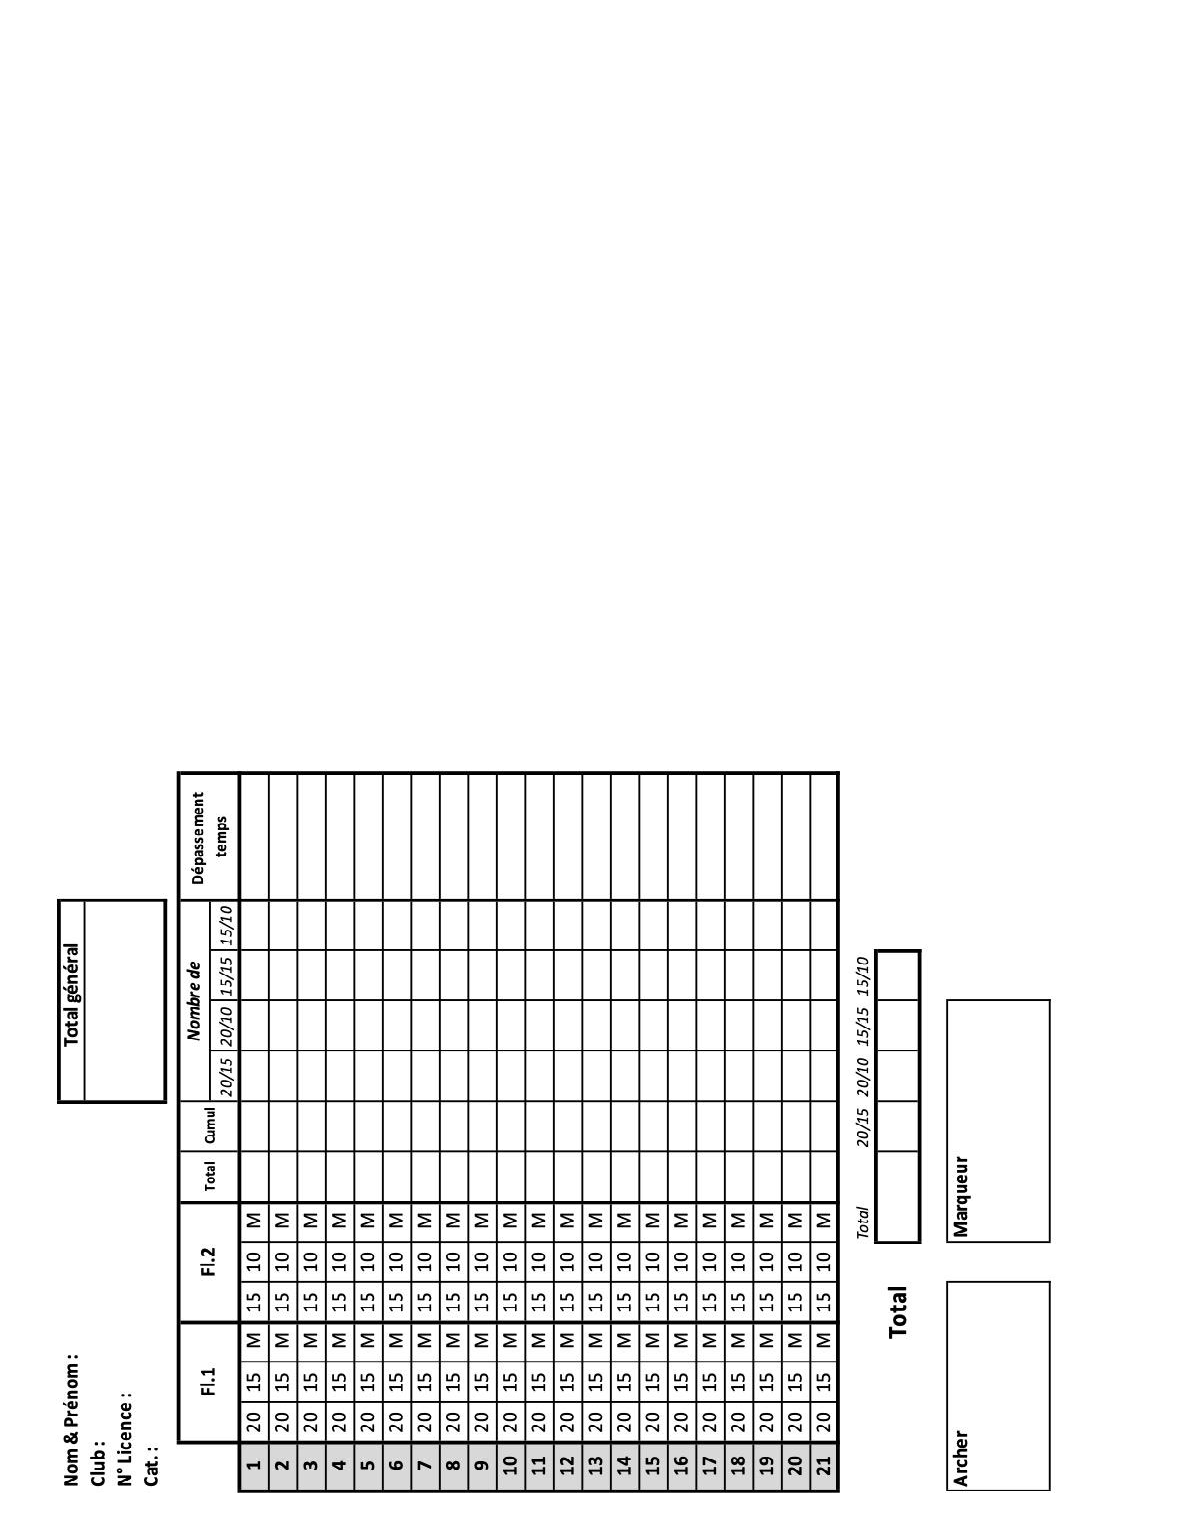 Nom & Prénom :
Club :
N° Licence :
Cat. :
Total général
Fl.1 Fl.2 Total Cumul Nombre de Dépassement temps
20/15 20/10 15/15 15/10
1 20 15 M 15 10 M
2 20 15 M 15 10 M
3 20 15 M 15 10 M
4 20 15 M 15 10 M
5 20 15 M 15 10 M
6 20 15 M 15 10 M
7 20 15 M 15 10 M
8 20 15 M 15 10 M
9 20 15 M 15 10 M
10 20 15 M 15 10 M
11 20 15 M 15 10 M
12 20 15 M 15 10 M
13 20 15 M 15 10 M
14 20 15 M 15 10 M
15 20 15 M 15 10 M
16 20 15 M 15 10 M
17 20 15 M 15 10 M
18 20 15 M 15 10 M
19 20 15 M 15 10 M
20 20 15 M 15 10 M
21 20 15 M 15 10 M
Total 20/15 20/10 15/15 15/10
Total
Archer
Marqueur